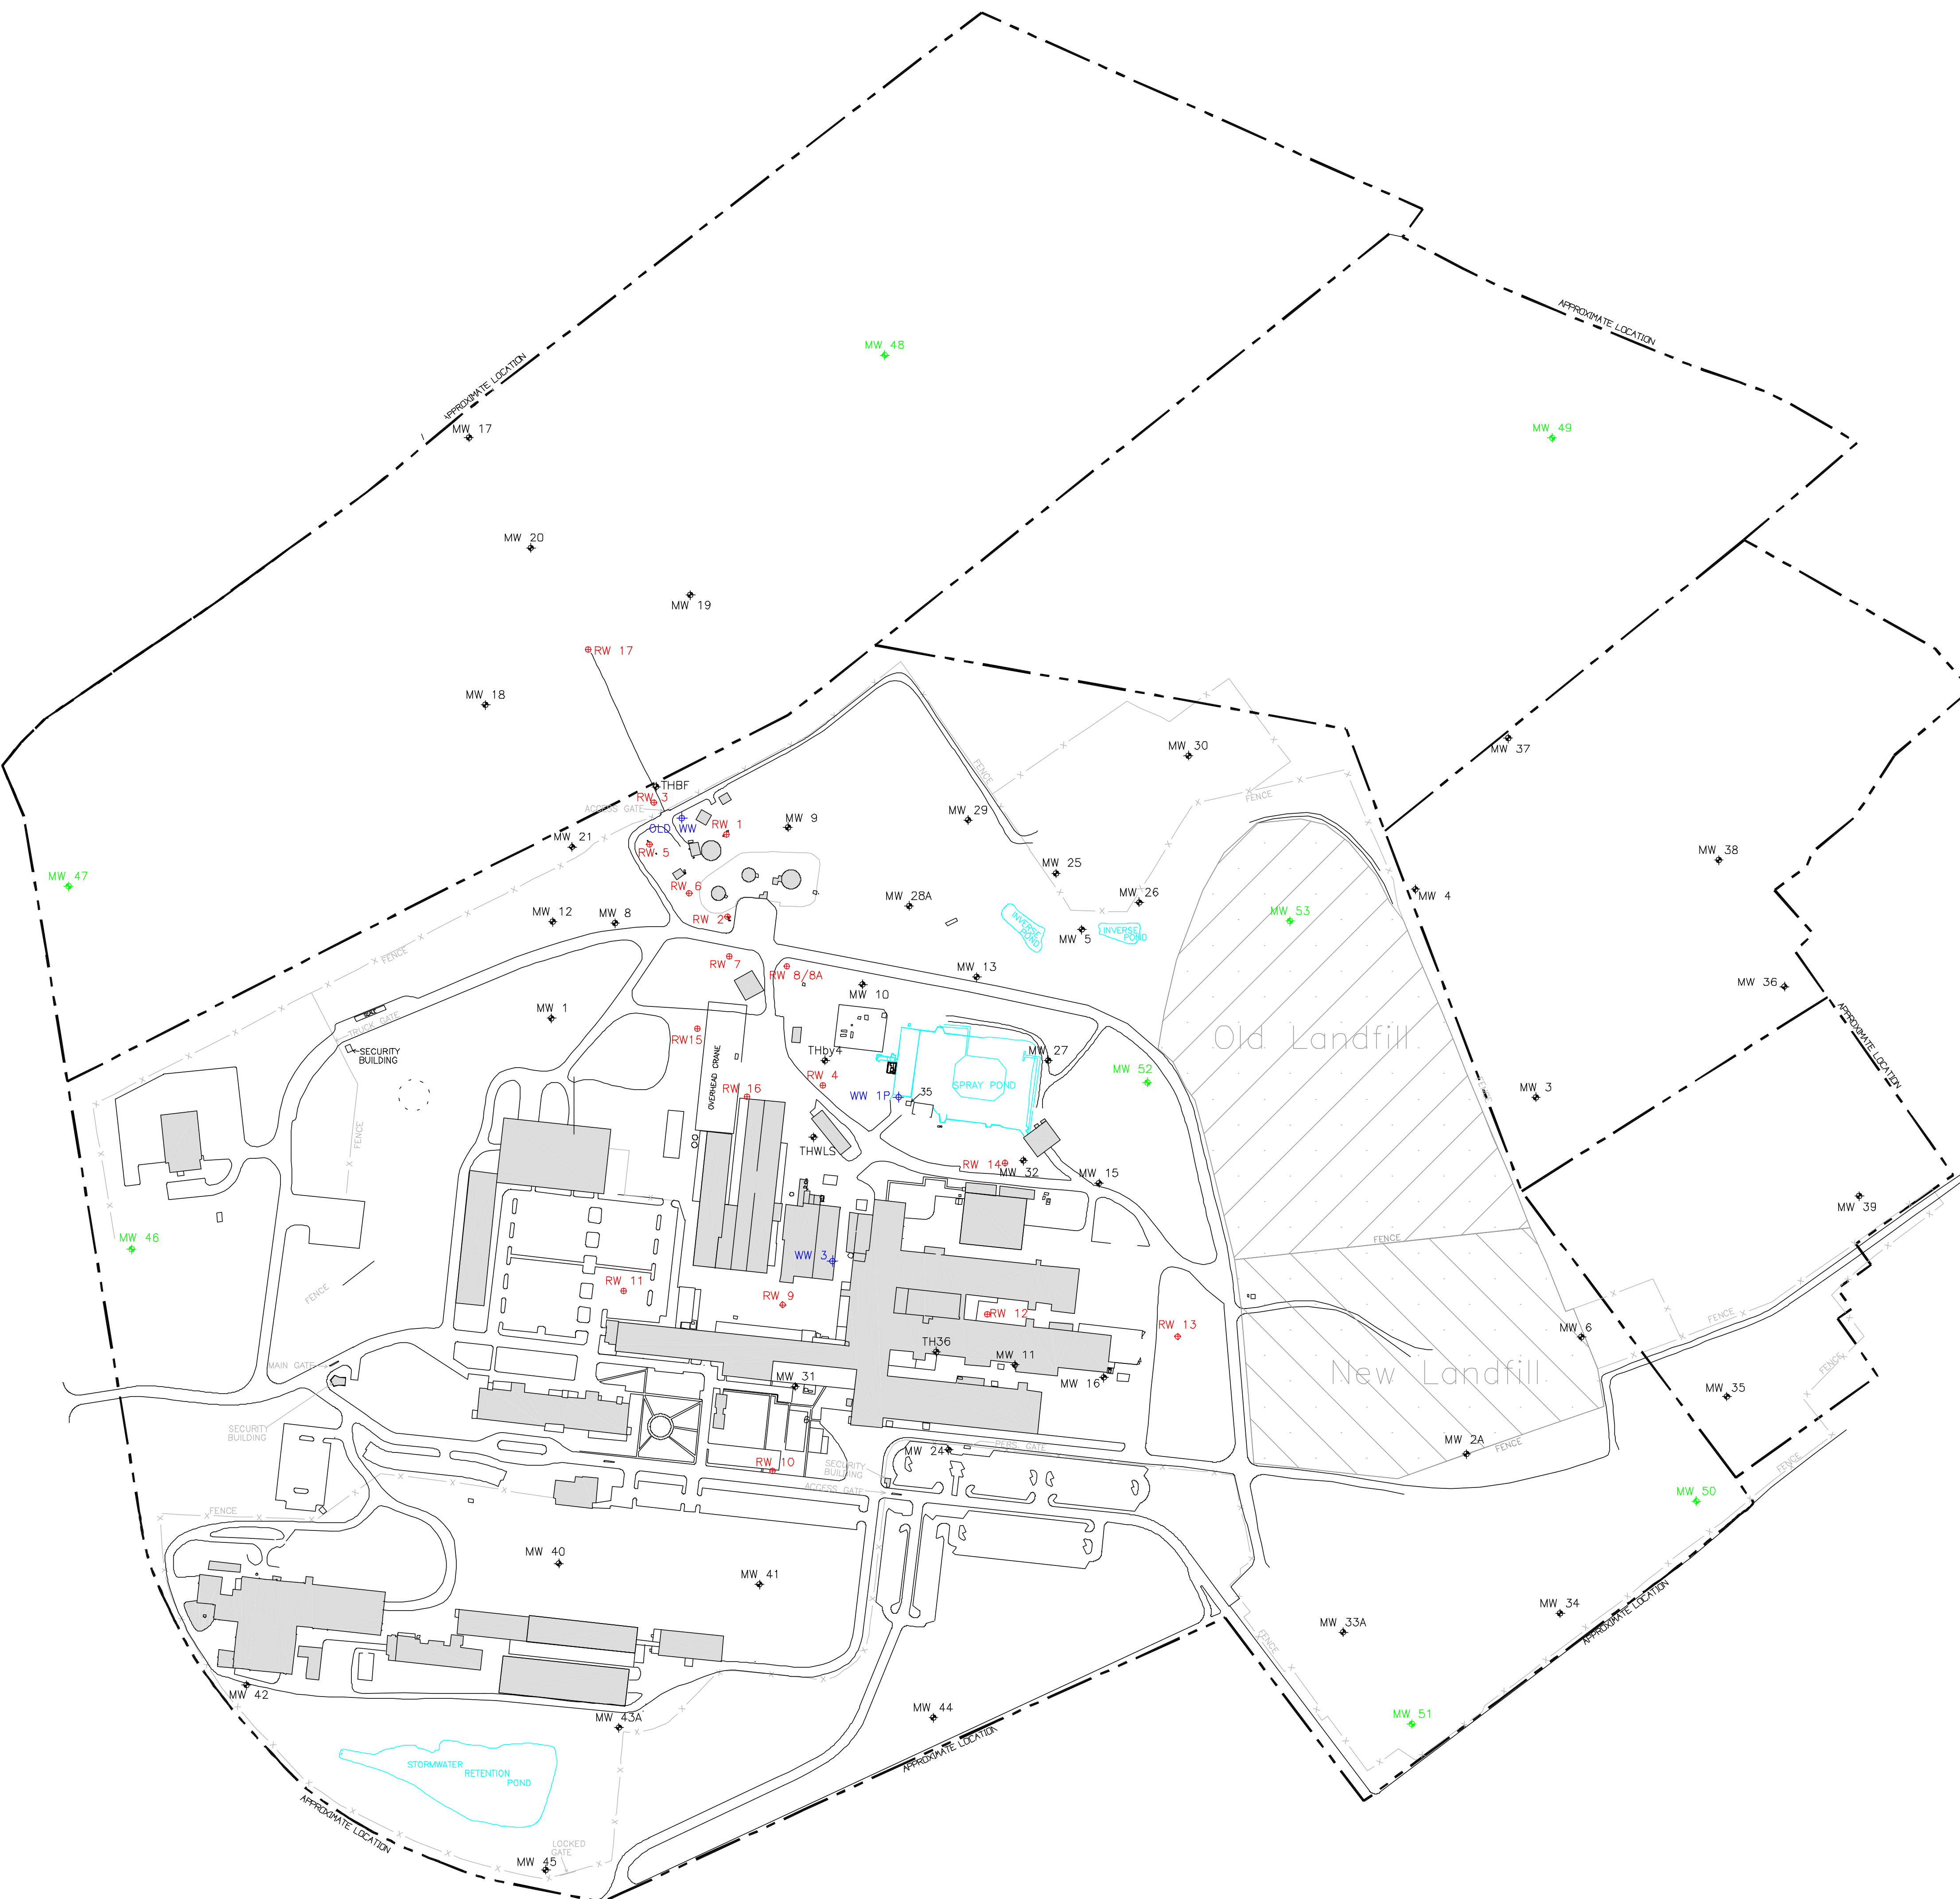 APPROXIMATE LOCATION
MW 48
APPROXIMATE LOCATION
MW 17
MW 49
MW 20
MW 19
RW 17
MW 18
MW 30
MW 37
FENCE
THBF
RW 3
ACCESS GATE
FENCE
OLD WW
RW 1
MW 9
MW 29
MW 21
RW 5
MW 38
MW 47
RW 6
MW 25
MW 4
MW 26
MW 28A
MW 12
MW 8
RW 2
MW 53
INVERSE
POND
INVERSE
POND
MW 5
FENCE
RW 7
RW 8/8A
MW 13
MW 10
MW 36
MW 1
TRUCK GATE
APPROXIMATE LOCATION
RW15
Old Landfill
SECURITY
BUILDING
THby4
MW 27
OVERHEAD CRANE
RW 4
SPRAY POND
MW 52
RW 16
WW 1P
35
MW 3
FENCE
FENCE
THWLS
RW 14
MW 32
MW 15
MW 39
MW 46
FENCE
WW 3
FENCE
RW 11
RW 9
RW 12
RW 13
FENCE
MW 6
TH36
MAIN GATE
MW 11
New Landfill
FENCE
MW 31
MW 16
MW 35
SECURITY
BUILDING
MW 24
PERS. GATE
MW 2A
FENCE
RW 10
SECURITY
BUILDING
FENCE
ACCESS GATE
MW 50
FENCE
MW 40
MW 41
MW 34
APPROXIMATE LOCATION
MW 33A
FENCE
MW 42
MW 43A
MW 44
MW 51
APPROXIMATE LOCATION
STORMWATER
RETENTION
POND
APPROXIMATE LOCATION
LOCKED
GATE
MW 45